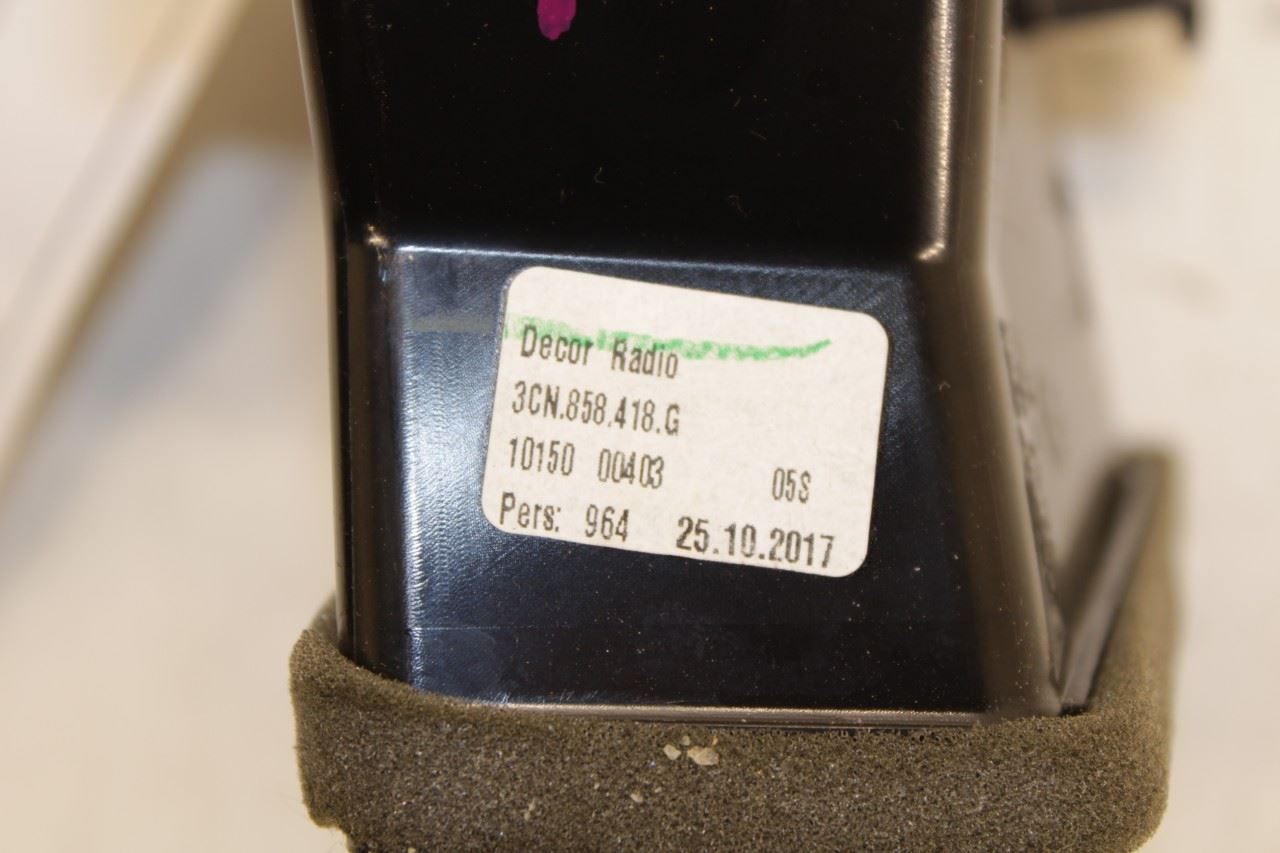 Decor Radio
3CN.858.418.G
10150 00403 05S
Pers: 964 25.10.2017